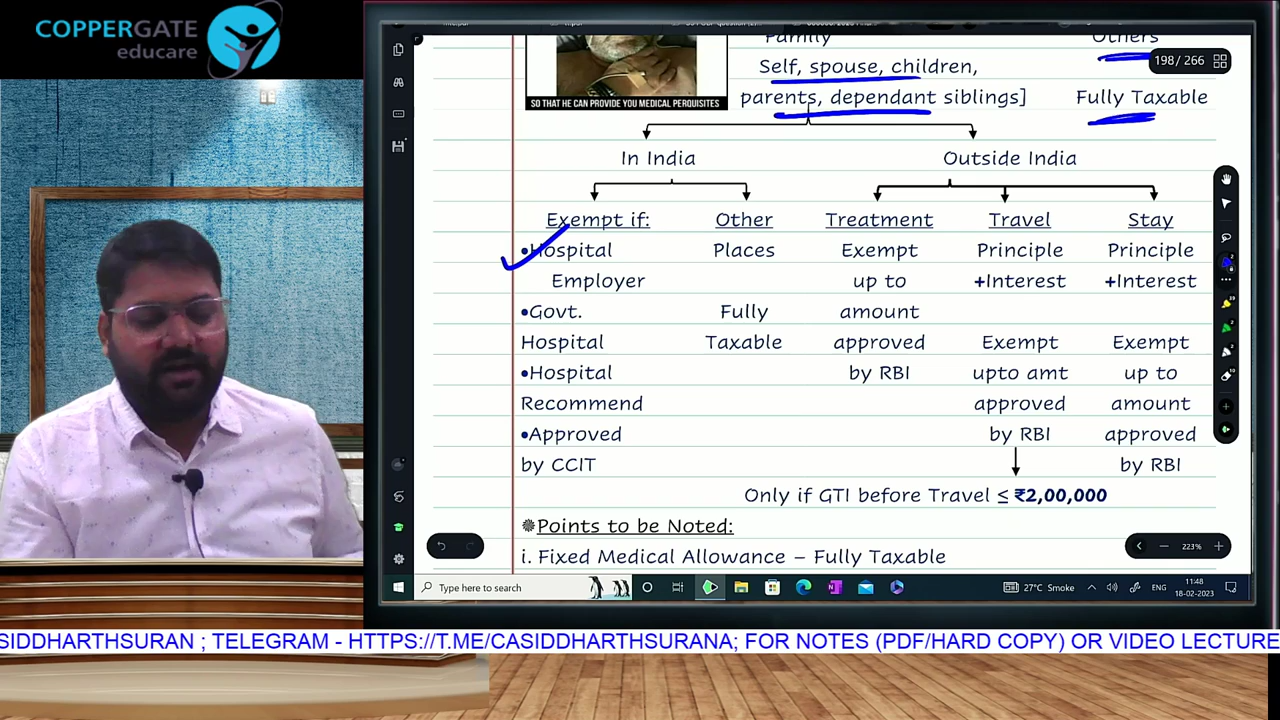 COPPERGATE
educare
Family
Others
198 / 266
Self, spouse, children,
parents, dependant siblings]
Fully Taxable
SO THAT HE CAN PROVIDE YOU MEDICAL PERQUISITES
In India
Outside India
Exempt if:
Other
Treatment
Travel
Stay
•Hospital
Places
Exempt
Principle
Principle
Employer
up to
+Interest
+Interest
•Govt.
Fully
amount
Hospital
Taxable
approved
Exempt
Exempt
•Hospital
by RBI
upto amt
up to
Recommend
approved
amount
•Approved
by RBI
approved
by CCIT
by RBI
Only if GTI before Travel ≤ ₹2,00,000
Points to be Noted:
i. Fixed Medical Allowance – Fully Taxable
223%
Type here to search
27°C Smoke
ENG
11:48
18-02-2023
SIDDHARTHSURAN ; TELEGRAM - HTTPS://T.ME/CASIDDHARTHSURANA; FOR NOTES (PDF/HARD COPY) OR VIDEO LECTURE